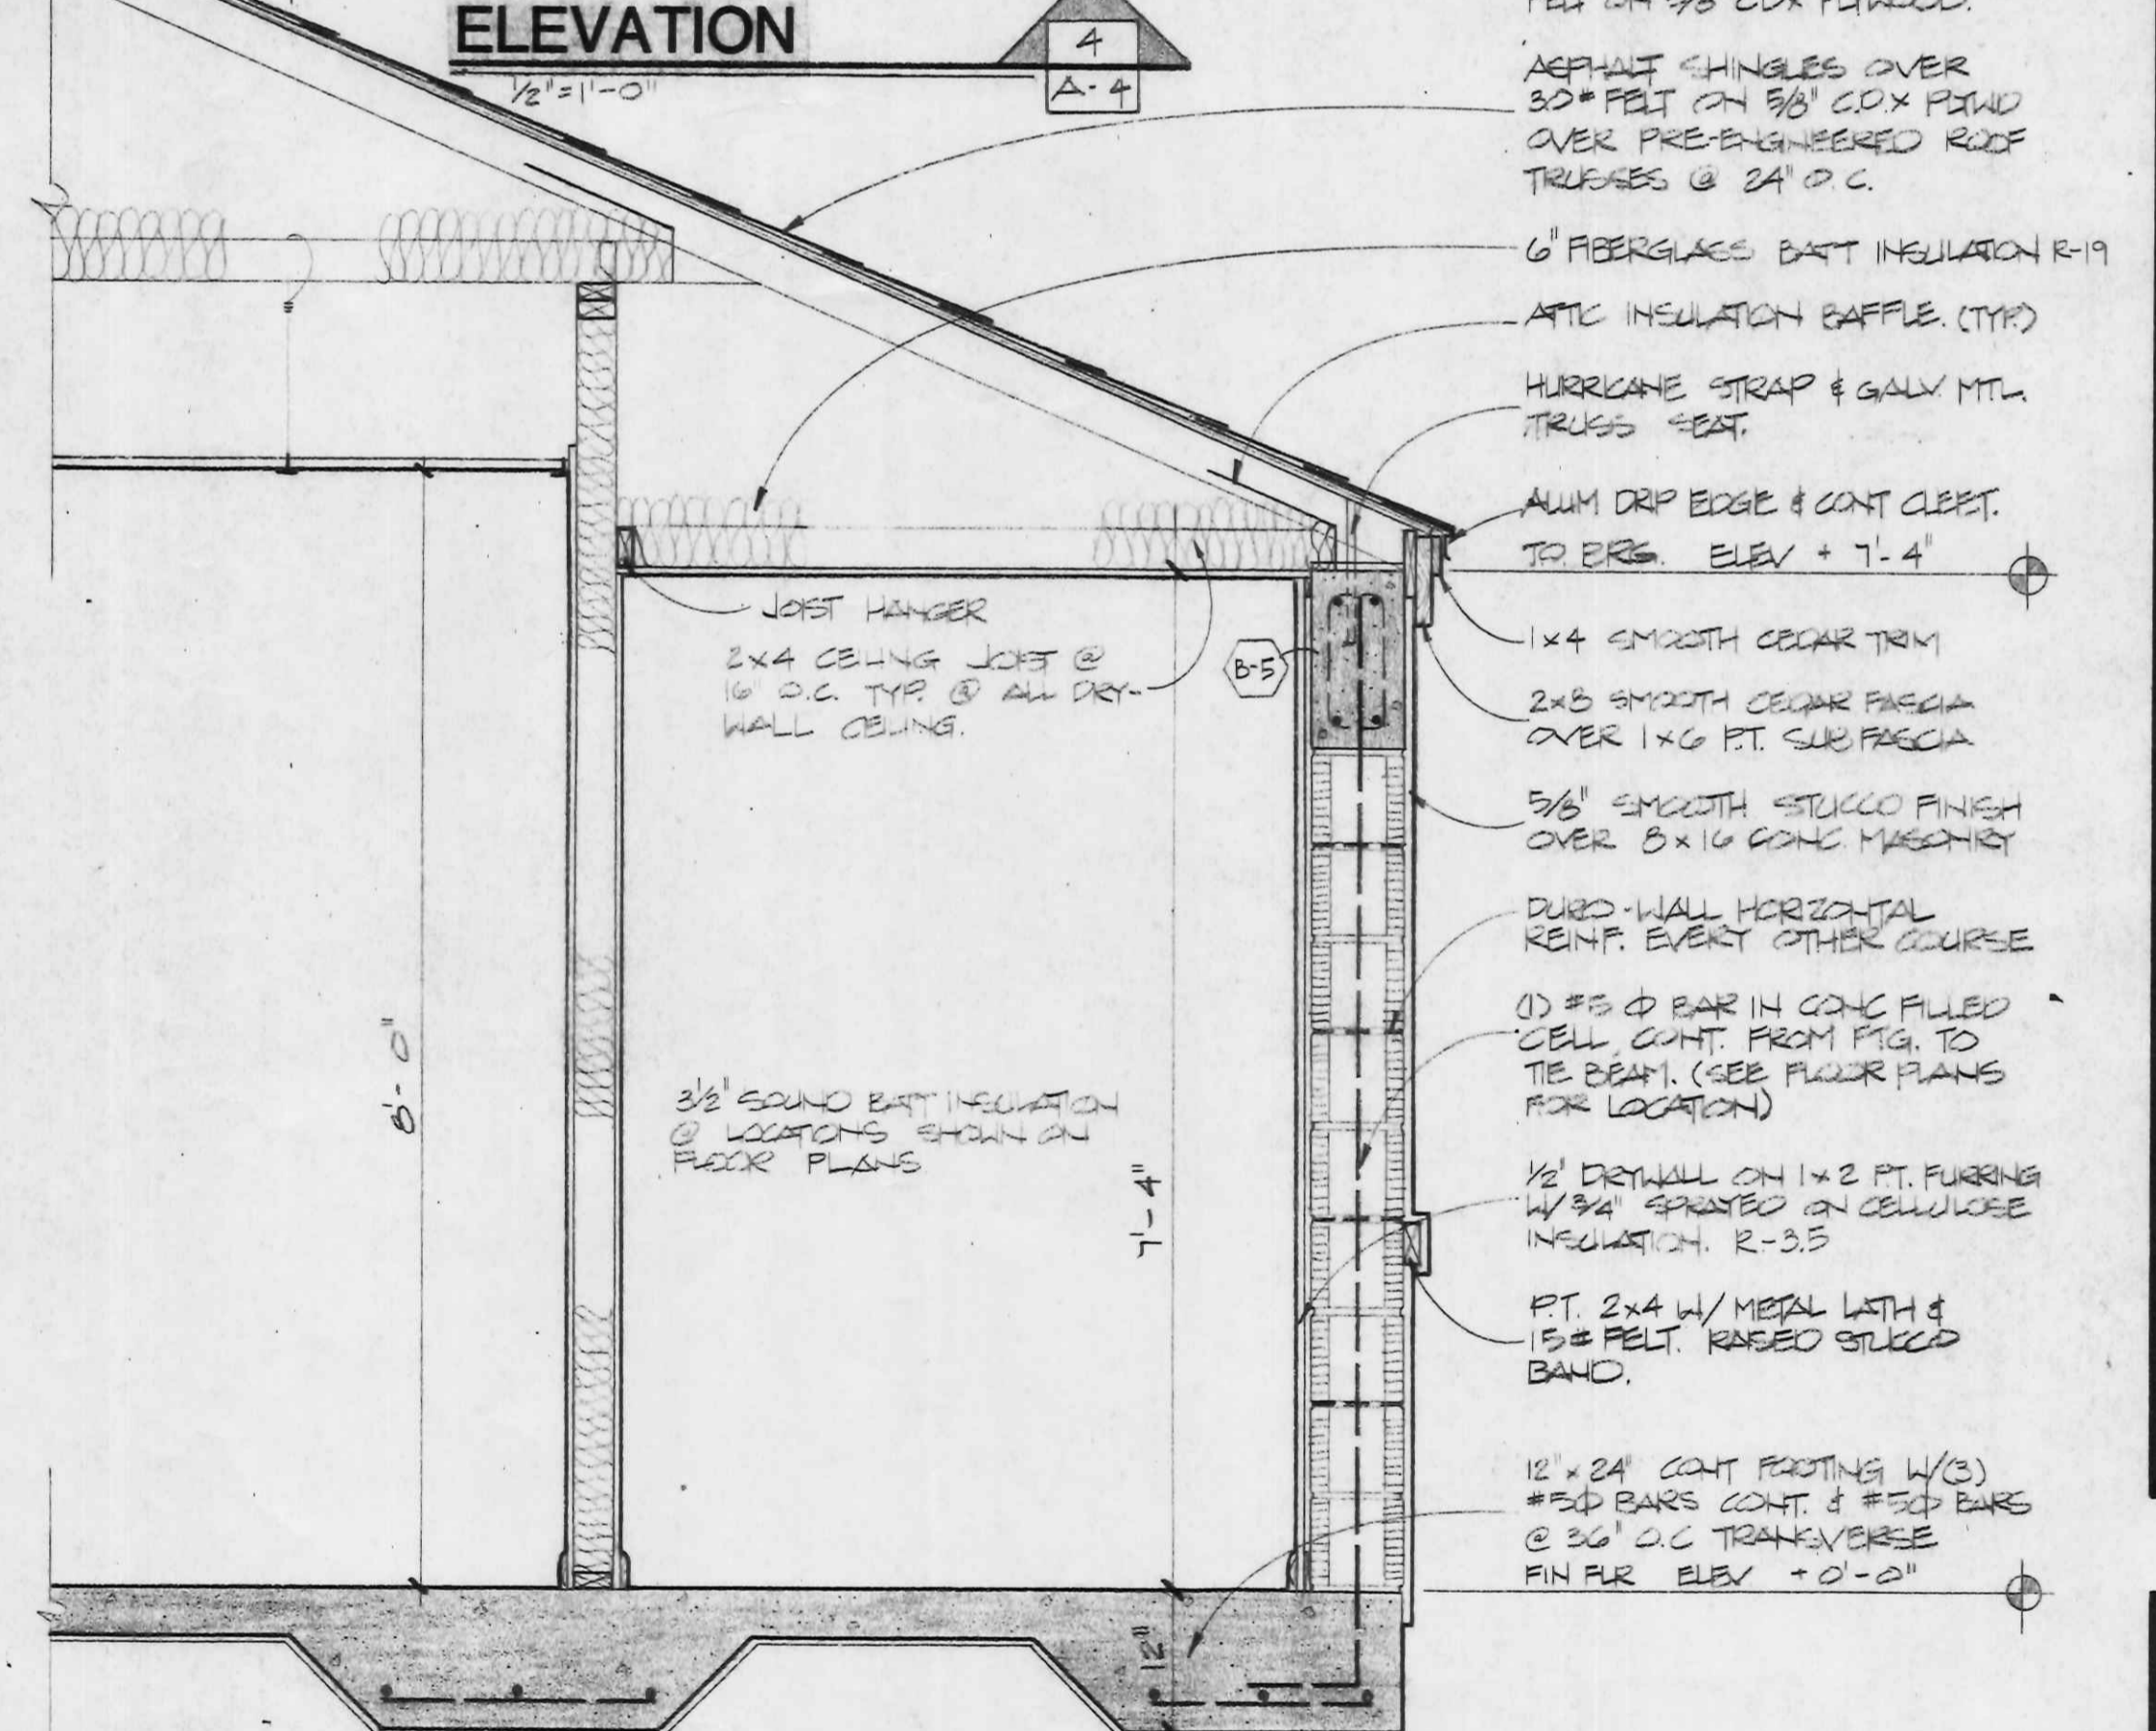 FELT ON 5/8" CDX PLYWOOD.
ELEVATION
1/2"=1'-0"
4
A-4
ASPHALT SHINGLES OVER
30# FELT ON 5/8" C.D.X PLYWD
OVER PRE-ENGINEERED ROOF
TRUSSES @ 24" O.C.
6" FIBERGLASS BATT INSULATION R-19
ATTIC INSULATION BAFFLE. (TYP.)
HURRICANE STRAP & GALV. MTL.
TRUSS SEAT.
ALUM DRIP EDGE & CONT CLEET.
TO. BRG. ELEV + 7'-4"
JOIST HANGER
2x4 CEILING JOIST @
16" O.C. TYP. @ ALL DRY-
WALL CEILING.
B-5
1x4 SMOOTH CEDAR TRIM
2x8 SMOOTH CEDAR FASCIA
OVER 1x6 P.T. SUB FASCIA
5/8" SMOOTH STUCCO FINISH
OVER 8x16 CONC. MASONRY
DURO-WALL HORIZONTAL
REINF. EVERY OTHER COURSE
(1) #5 Φ BAR IN CONC FILLED
CELL, CONT. FROM FTG. TO
TIE BEAM. (SEE FLOOR PLANS
FOR LOCATION)
8'-0"
3 1/2" SOUND BATT INSULATION
@ LOCATIONS SHOWN ON
FLOOR PLANS
7'-4"
1/2" DRYWALL ON 1x2 P.T. FURRING
W/ 3/4" SPRAYED ON CELLULOSE
INSULATION. R-3.5
P.T. 2x4 W/ METAL LATH &
15# FELT. RAISED STUCCO
BAND.
12" x 24" CONT FOOTING W/(3)
#5Φ BARS CONT. & #5Φ BARS
@ 36" O.C TRANSVERSE
FIN FLR ELEV +0'-0"
12"